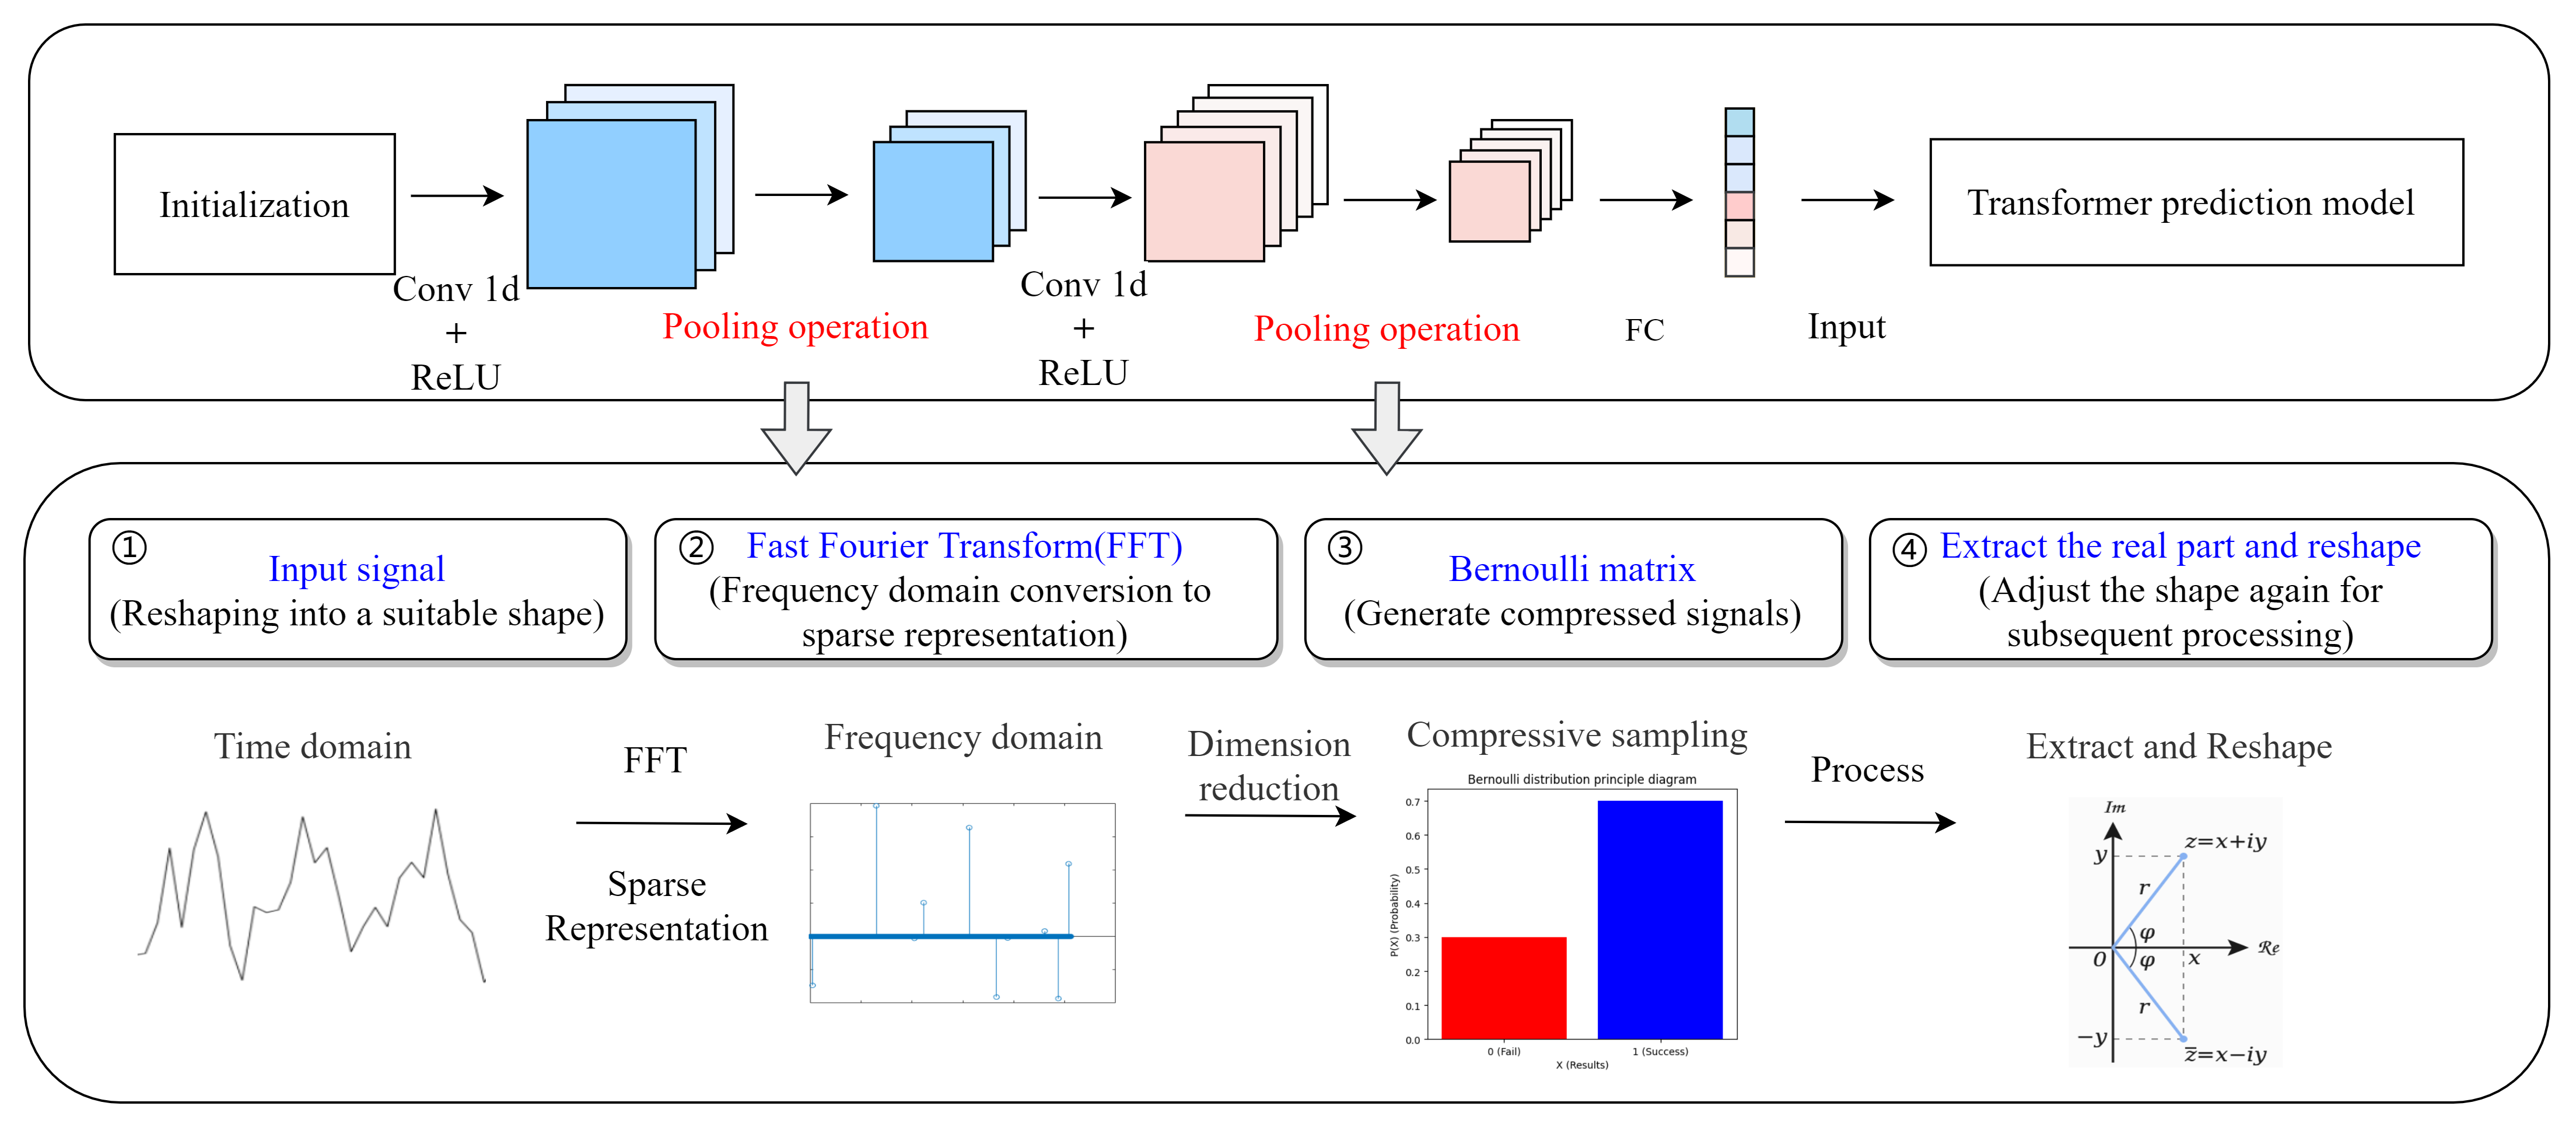 Initialization
Conv 1d
+
ReLU
Pooling operation
Conv 1d
+
ReLU
Pooling operation
FC
Input
Transformer prediction model
①
Input signal
(Reshaping into a suitable shape)
②
Fast Fourier Transform(FFT)
(Frequency domain conversion to
sparse representation)
③
Bernoulli matrix
(Generate compressed signals)
④
Extract the real part and reshape
(Adjust the shape again for
subsequent processing)
Time domain
FFT
Sparse
Representation
Frequency domain
Dimension
reduction
Compressive sampling
Bernoulli distribution principle diagram
P(X) (Probability)
0.7
0.6
0.5
0.4
0.3
0.2
0.1
0.0
0 (Fail)
1 (Success)
X (Results)
Process
Extract and Reshape
Im
y
z=x+iy
r
φ
0
φ
x
Re
r
−y
z̅=x−iy